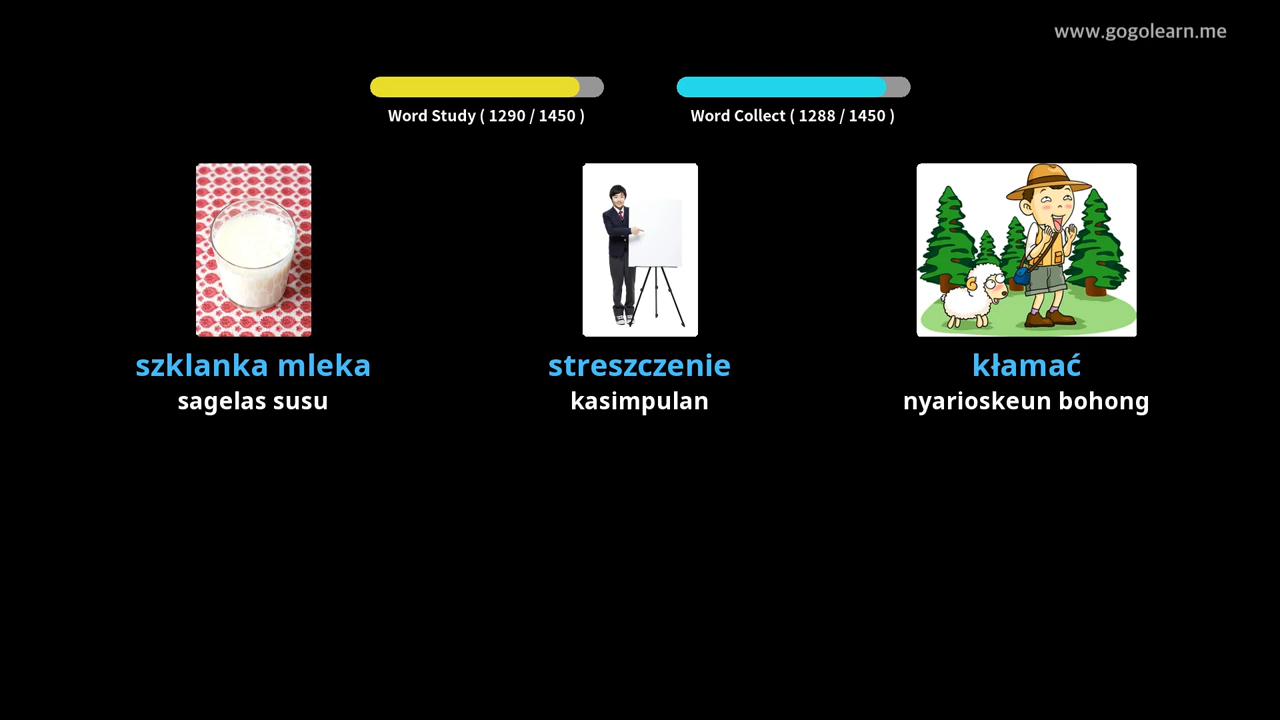 www.gogolearn.me
Word Study ( 1290 / 1450 )
Word Collect ( 1288 / 1450 )
szklanka mleka
sagelas susu
streszczenie
kasimpulan
kłamać
nyarioskeun bohong